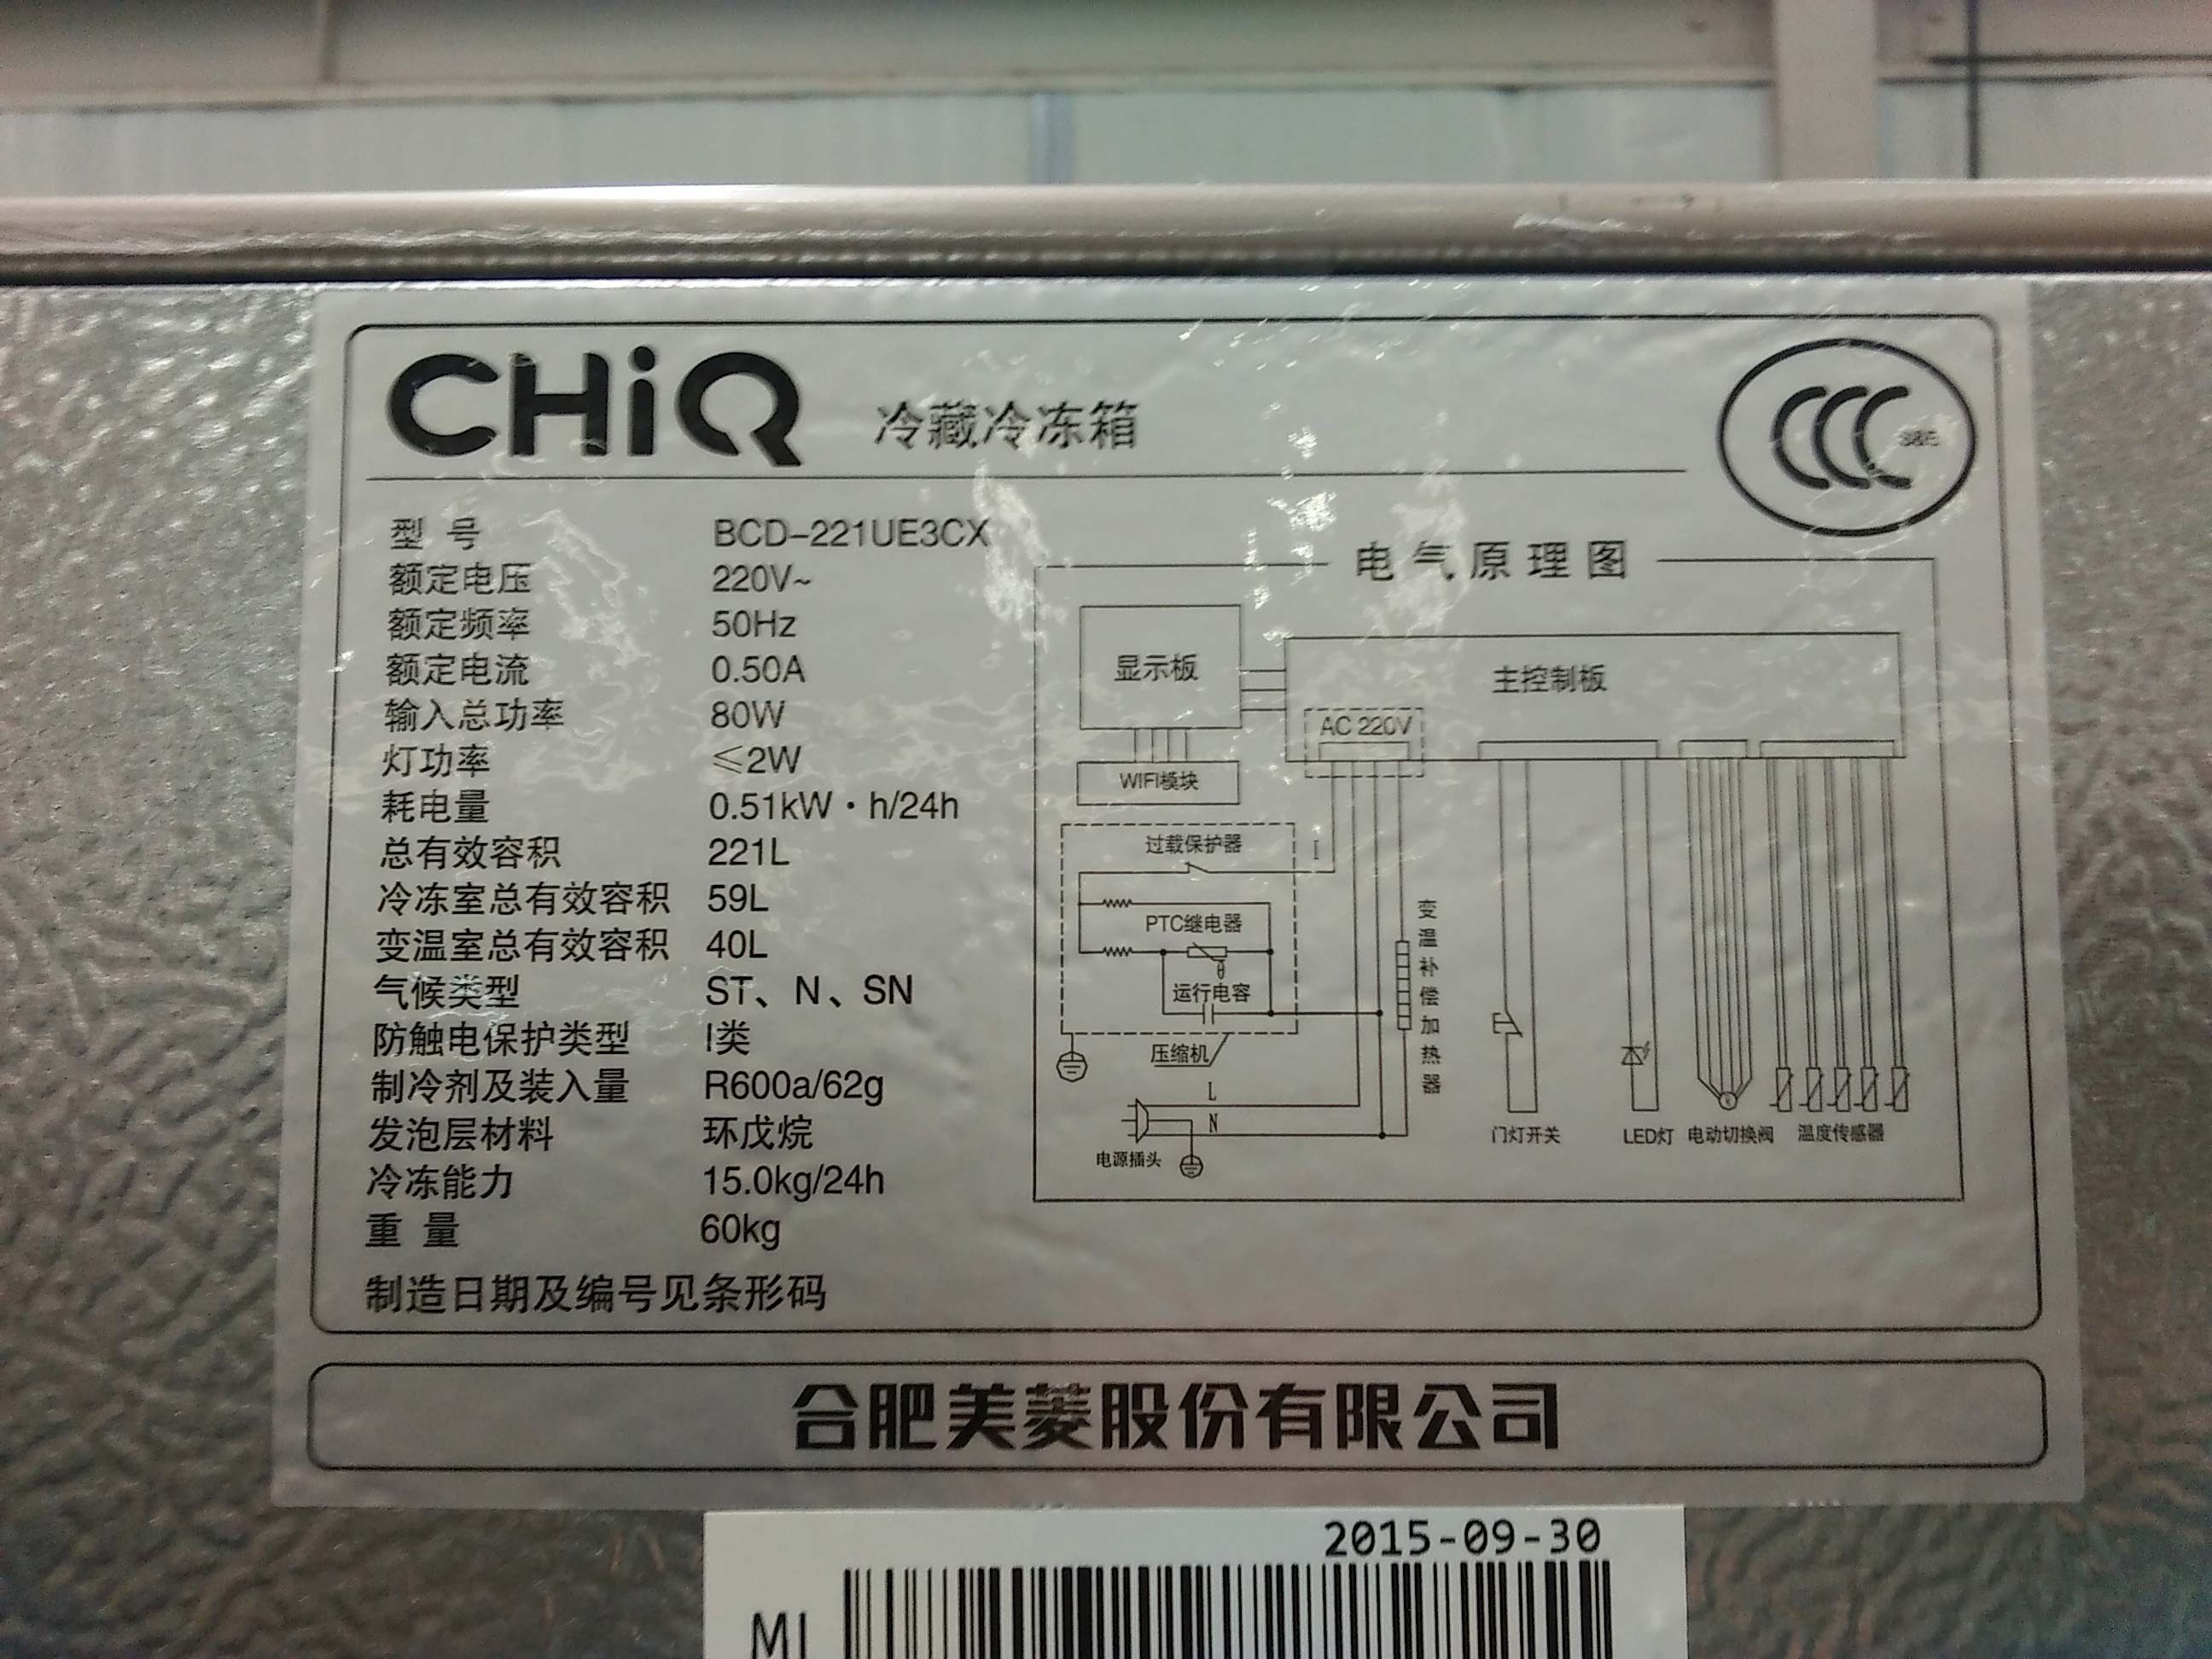 CHiQ 冷藏冷冻箱
CCC S&E
型号 BCD-221UE3CX
额定电压 220V~
额定频率 50Hz
额定电流 0.50A
输入总功率 80W
灯功率 ≤2W
耗电量 0.51kW·h/24h
总有效容积 221L
冷冻室总有效容积 59L
变温室总有效容积 40L
气候类型 ST、N、SN
防触电保护类型 I类
制冷剂及装入量 R600a/62g
发泡层材料 环戊烷
冷冻能力 15.0kg/24h
重量 60kg
制造日期及编号见条形码
电气原理图
显示板
主控制板
AC 220V
WIFI模块
过载保护器
PTC继电器
θ
运行电容
压缩机
变温补偿加热器
L
N
电源插头
门灯开关
LED灯
电动切换阀
温度传感器
合肥美菱股份有限公司
2015-09-30